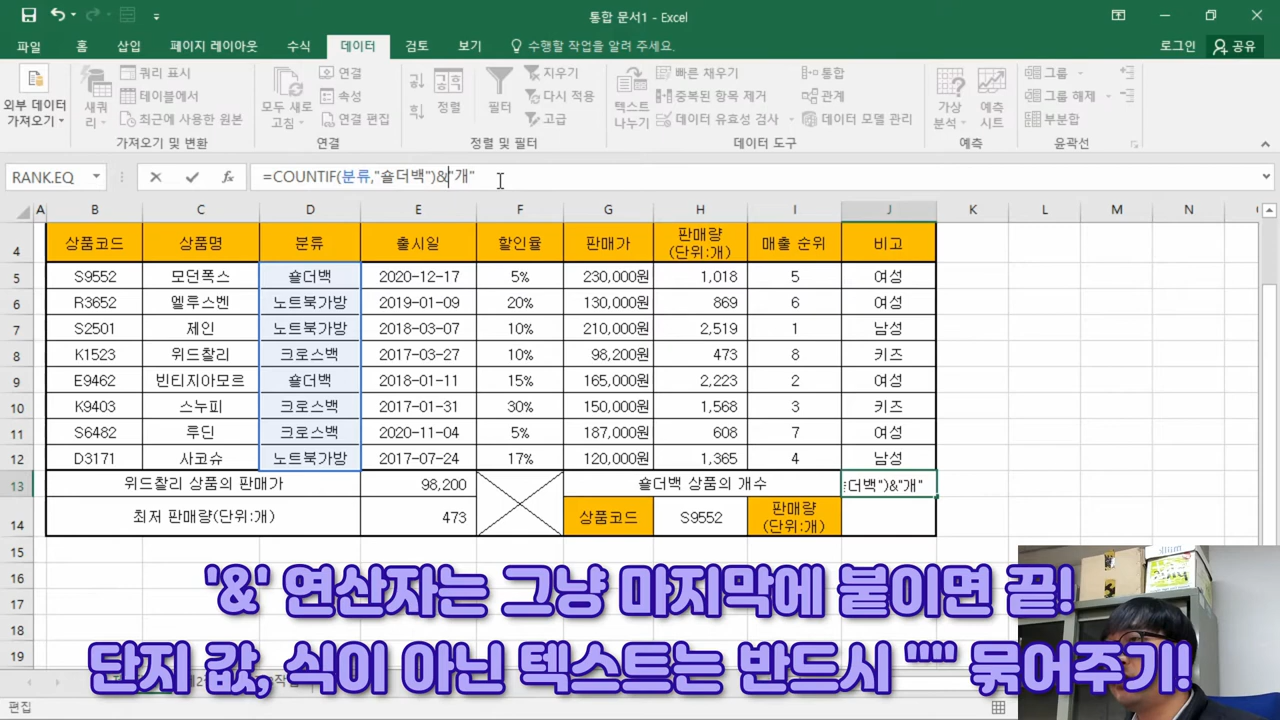 통합 문서1 - Excel
파일 홈 삽입 페이지 레이아웃 수식 데이터 검토 보기 수행할 작업을 알려 주세요. 로그인 공유
외부 데이터 가져오기
새 쿼리
쿼리 표시
테이블에서
최근에 사용한 원본
모두 새로 고침
연결
속성
연결 편집
정렬
필터
지우기
다시 적용
고급
텍스트 나누기
빠른 채우기
중복된 항목 제거
데이터 유효성 검사
통합
관계
데이터 모델 관리
가상 분석
예측 시트
그룹
그룹 해제
부분합
가져오기 및 변환 연결 정렬 및 필터 데이터 도구 예측 윤곽선
RANK.EQ fx =COUNTIF(분류,"숄더백")&"개"
A B C D E F G H I J K L M N
4 상품코드 상품명 분류 출시일 할인율 판매가 판매량 (단위:개) 매출 순위 비고
5 S9552 모던폭스 숄더백 2020-12-17 5% 230,000원 1,018 5 여성
6 R3652 엘루스벤 노트북가방 2019-01-09 20% 130,000원 869 6 여성
7 S2501 제인 노트북가방 2018-03-07 10% 210,000원 2,519 1 남성
8 K1523 위드찰리 크로스백 2017-03-27 10% 98,200원 473 8 키즈
9 E9462 빈티지아모르 숄더백 2018-01-11 15% 165,000원 2,223 2 여성
10 K9403 스누피 크로스백 2017-01-31 30% 150,000원 1,568 3 키즈
11 S6482 루딘 크로스백 2020-11-04 5% 187,000원 608 7 여성
12 D3171 사코슈 노트북가방 2017-07-24 17% 120,000원 1,365 4 남성
13 위드찰리 상품의 판매가 98,200 숄더백 상품의 개수 더백")&"개"
14 최저 판매량(단위:개) 473 상품코드 S9552 판매량 (단위:개)
15
16
17
18
19
'&' 연산자는 그냥 마지막에 붙이면 끝!
단지 값, 식이 아닌 텍스트는 반드시 "" 묶어주기!
편집